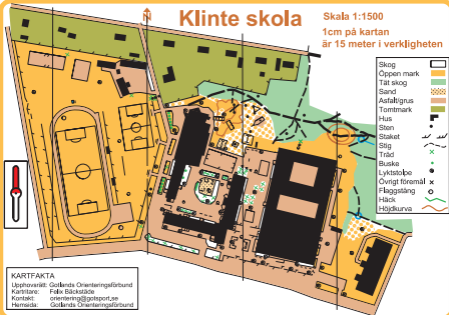 Klinte skola
Skala 1:1500
1cm på kartan
är 15 meter i verkligheten
Skog
Öppen mark
Tät skog
Sand
Asfalt/grus
Tomtmark
Hus
Sten
Staket
Stig
Träd
Buske
Lyktstolpe
Övrigt föremål
Flaggstång
Häck
Höjdkurva
KARTFAKTA
Upphovsrätt: Gotlands Orienteringsförbund
Kartritare: Felix Bäckstäde
Kontakt: orientering@gotsport.se
Hemsida: Gotlands Orienteringsförbund